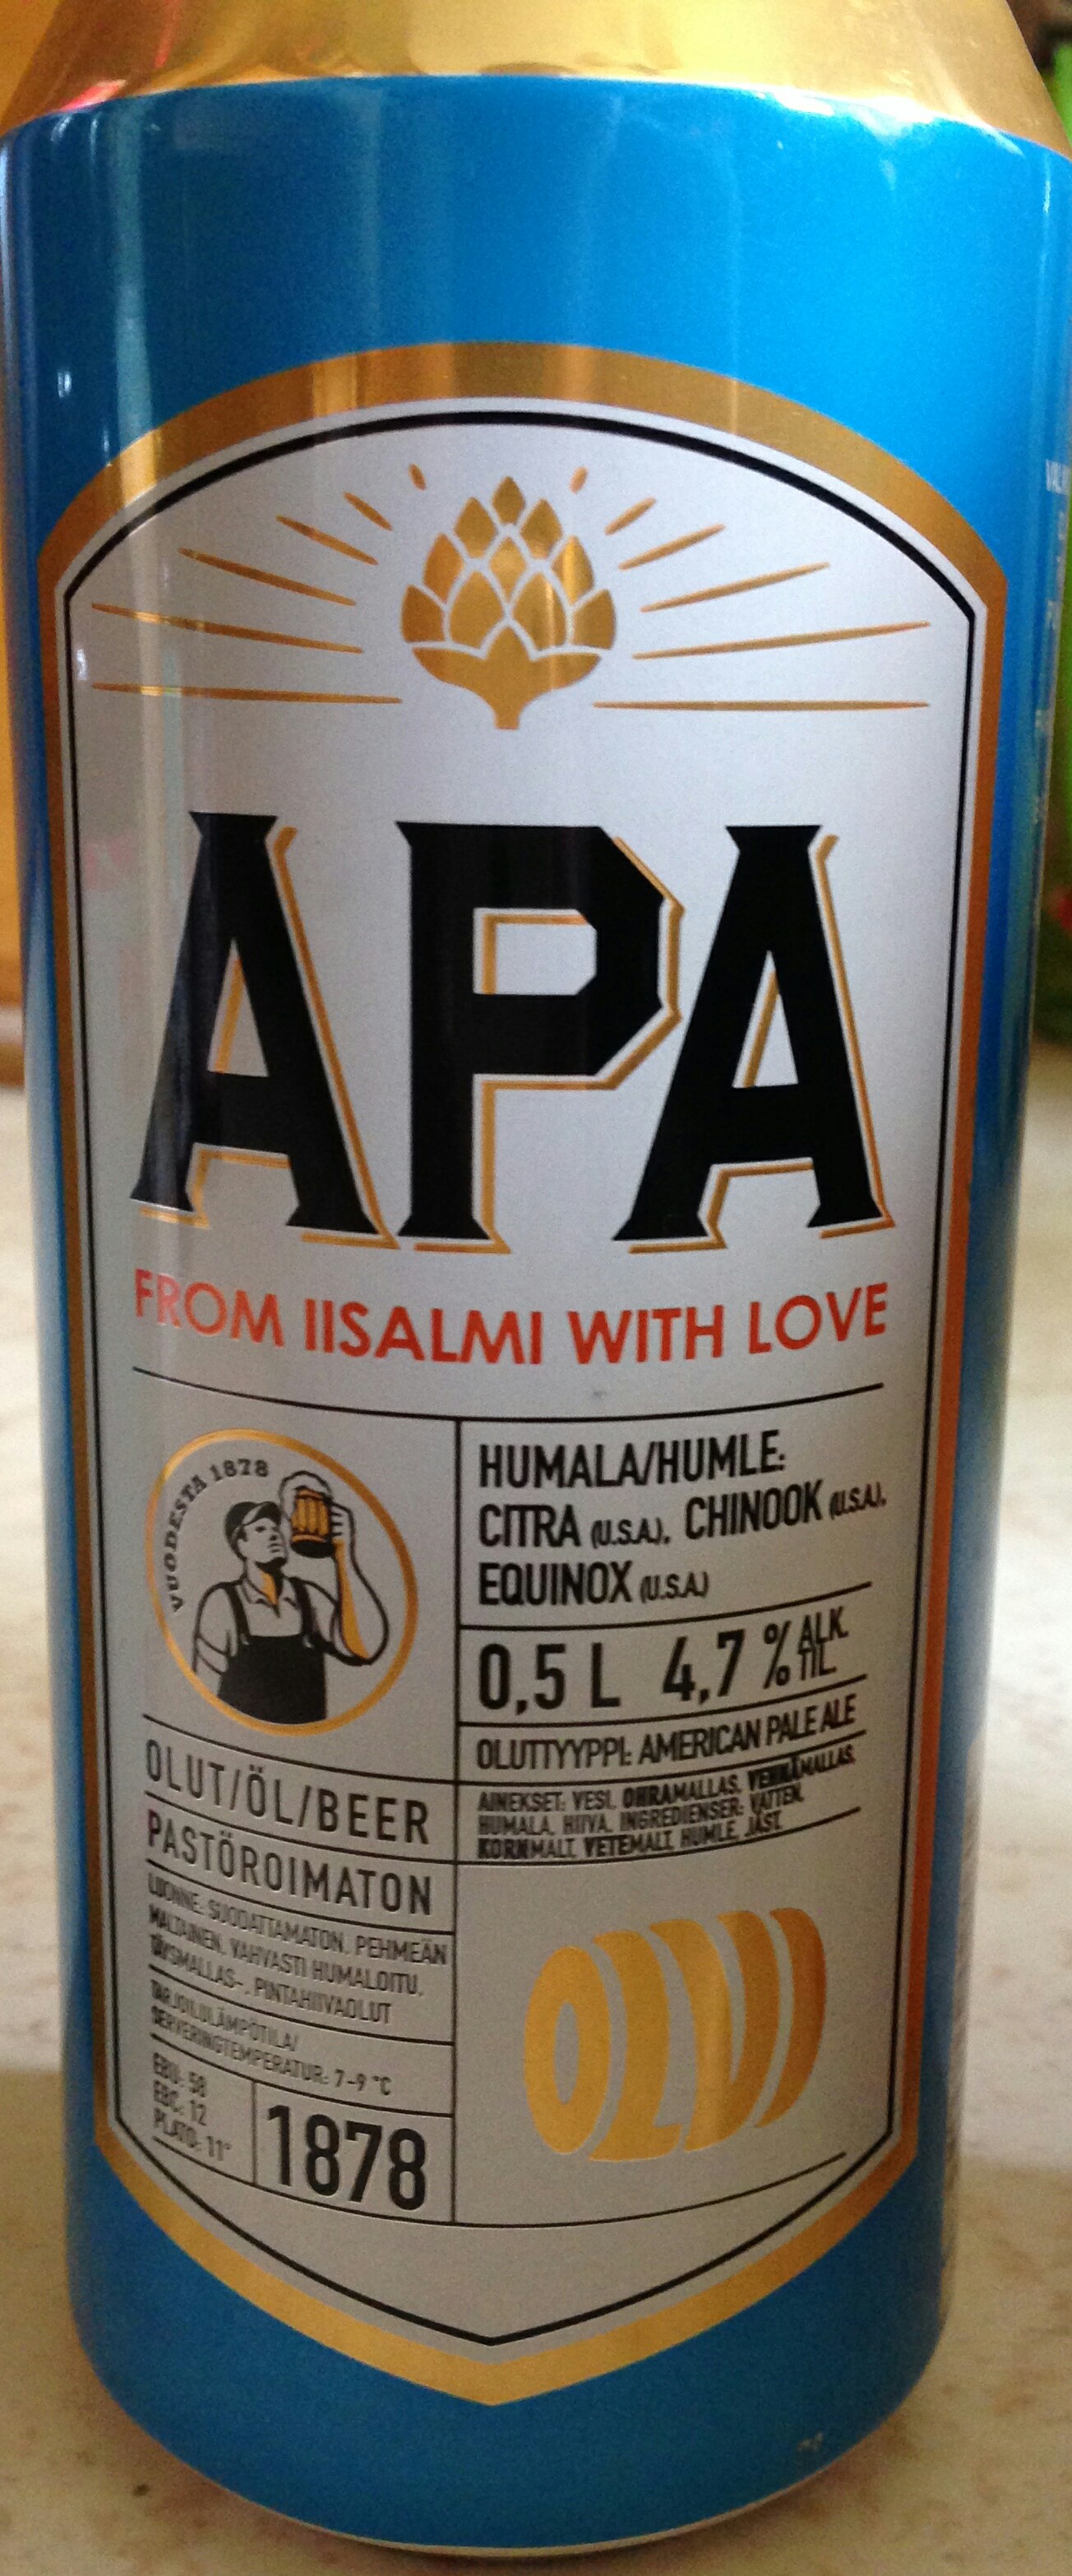 APA
FROM IISALMI WITH LOVE
VUODESTA 1878
OLUT/ÖL/BEER
PASTÖROIMATON
LUONNE: SUODATTAMATON, PEHMEÄN
MALTAINEN, VAHVASTI HUMALOITU,
TÄYSMALLAS-, PINTAHIIVAOLUT
TARJOILULÄMPÖTILA/
SERVERINGTEMPERATUR: 7-9 °C
EBU: 58
EBC: 12
PLATO: 11°
1878
HUMALA/HUMLE:
CITRA (U.S.A.), CHINOOK (U.S.A.),
EQUINOX (U.S.A.)
0,5 L 4,7 % ALK.
TIL.
OLUTTYYPPI: AMERICAN PALE ALE
AINEKSET: VESI, OHRAMALLAS, VEHNÄMALLAS,
HUMALA, HIIVA. INGREDIENSER: VATTEN,
KORNMALT, VETEMALT, HUMLE, JÄST.
OLVI